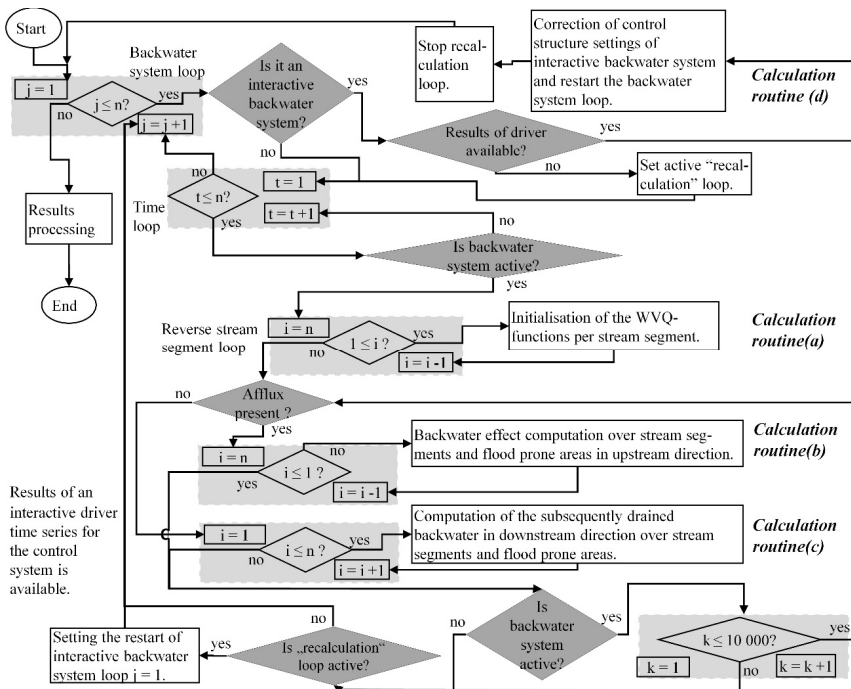 Start
Backwater
system loop
j = 1
j ≤ n?
yes
no
j = j +1
Is it an
interactive
backwater
system?
yes
no
Stop recal-
culation
loop.
Correction of control
structure settings of
interactive backwater system
and restart the backwater
system loop.
Calculation
routine (d)
Results of driver
available?
yes
no
Set active “recal-
culation” loop.
Results
processing
End
no
t ≤ n?
yes
Time
loop
t = 1
t = t +1
no
Is backwater
system active?
yes
Reverse stream
segment loop
i = n
1 ≤ i ?
yes
no
i = i -1
Initialisation of the WVQ-
functions per stream segment.
Calculation
routine(a)
no
Afflux
present ?
yes
i = n
no
i ≤ 1 ?
yes
i = i -1
Backwater effect computation over stream seg-
ments and flood prone areas in upstream direction.
Calculation
routine(b)
i = 1
i ≤ n ?
yes
no
i = i +1
Computation of the subsequently drained
backwater in downstream direction over stream
segments and flood prone areas.
Calculation
routine(c)
Results of an
interactive driver
time series for
the control
system is
available.
Setting the restart of
interactive backwater
system loop j = 1.
yes
no
Is „recalculation“
loop active?
no
Is
backwater
system
active?
yes
k ≤ 10 000?
yes
k = 1
no
k = k +1